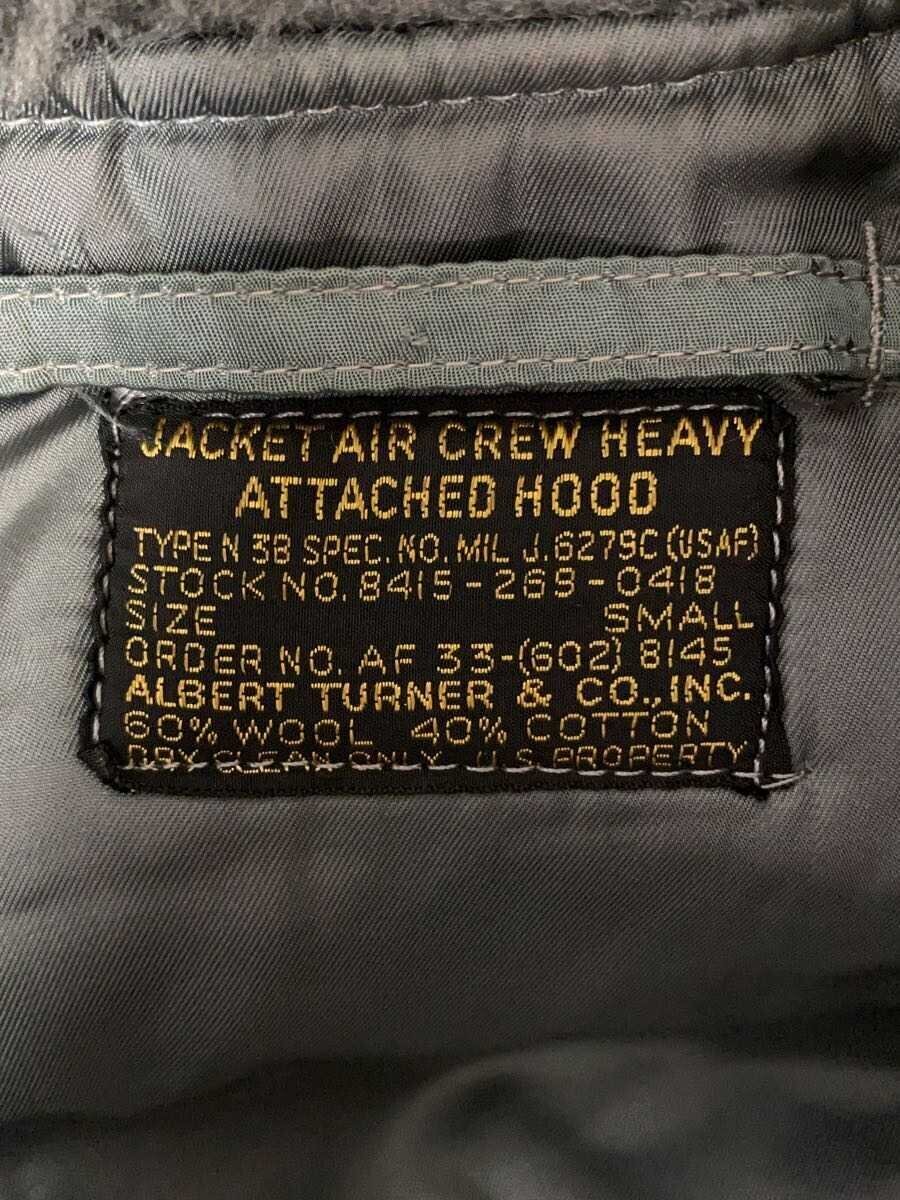 JACKET AIR CREW HEAVY
ATTACHED HOOD
TYPE N 3B SPEC. NO. MIL J. 6279C (USAF)
STOCK NO. 8415-269-0418
SIZE SMALL
ORDER NO. AF 33-(602) 8145
ALBERT TURNER & CO., INC.
60% WOOL 40% COTTON
DRY CLEAN ONLY U.S. PROPERTY